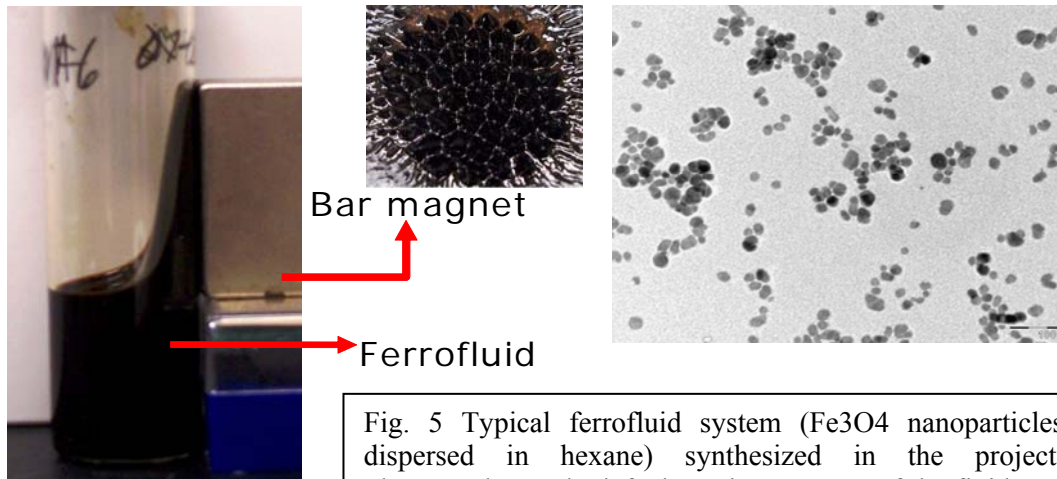 Bar magnet
Ferrofluid
Fig. 5 Typical ferrofluid system (Fe3O4 nanoparticles
dispersed in hexane) synthesized in the project